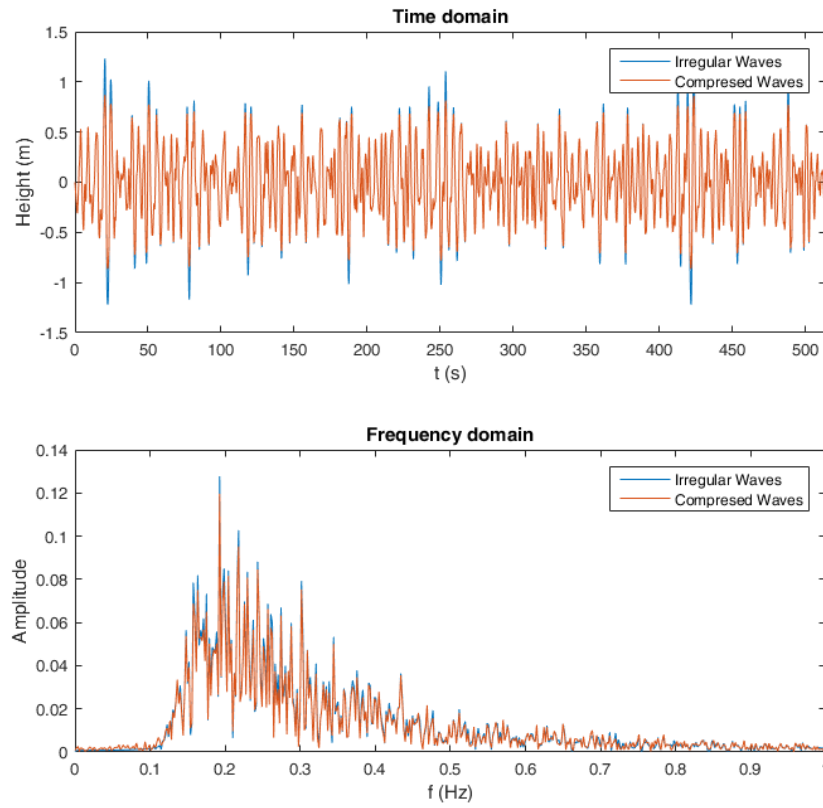 Time domain
1.5
1
0.5
0
-0.5
-1
-1.5
Height (m)
Irregular Waves
Compresed Waves
0 50 100 150 200 250 300 350 400 450 500
t (s)
Frequency domain
0.14
0.12
0.1
0.08
0.06
0.04
0.02
0
Amplitude
Irregular Waves
Compresed Waves
0 0.1 0.2 0.3 0.4 0.5 0.6 0.7 0.8 0.9
f (Hz)